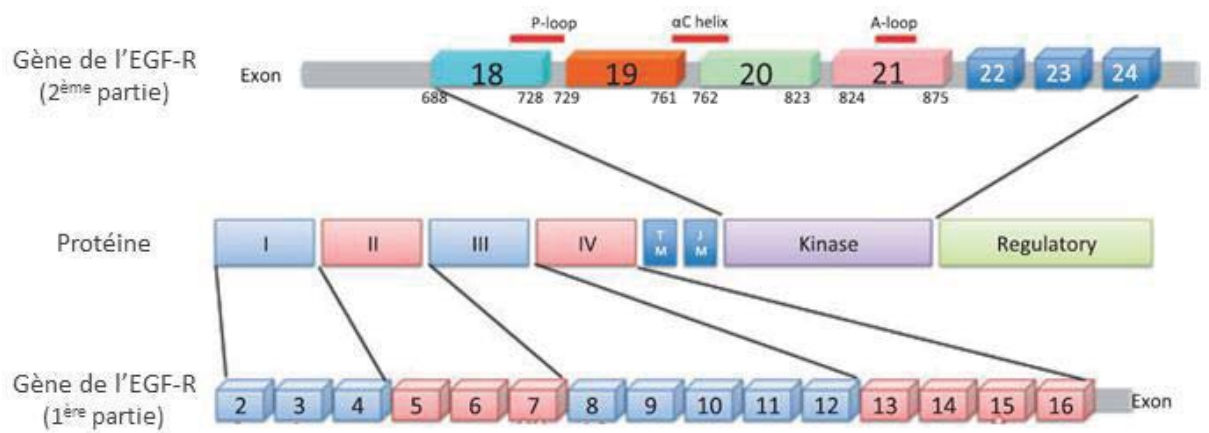 P-loop αC helix A-loop
Gène de l'EGF-R
(2ème partie)
Exon 18 19 20 21 22 23 24
688 728 729 761 762 823 824 875
Protéine I II III IV TM JM Kinase Regulatory
Gène de l'EGF-R
(1ère partie)
2 3 4 5 6 7 8 9 10 11 12 13 14 15 16 Exon